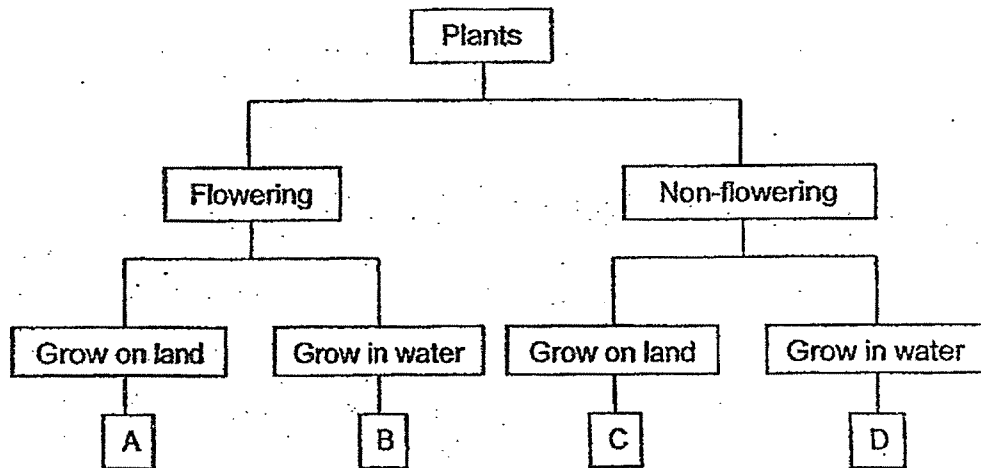 Plants
Flowering
Non-flowering
Grow on land
Grow in water
Grow on land
Grow in water
A
B
C
D